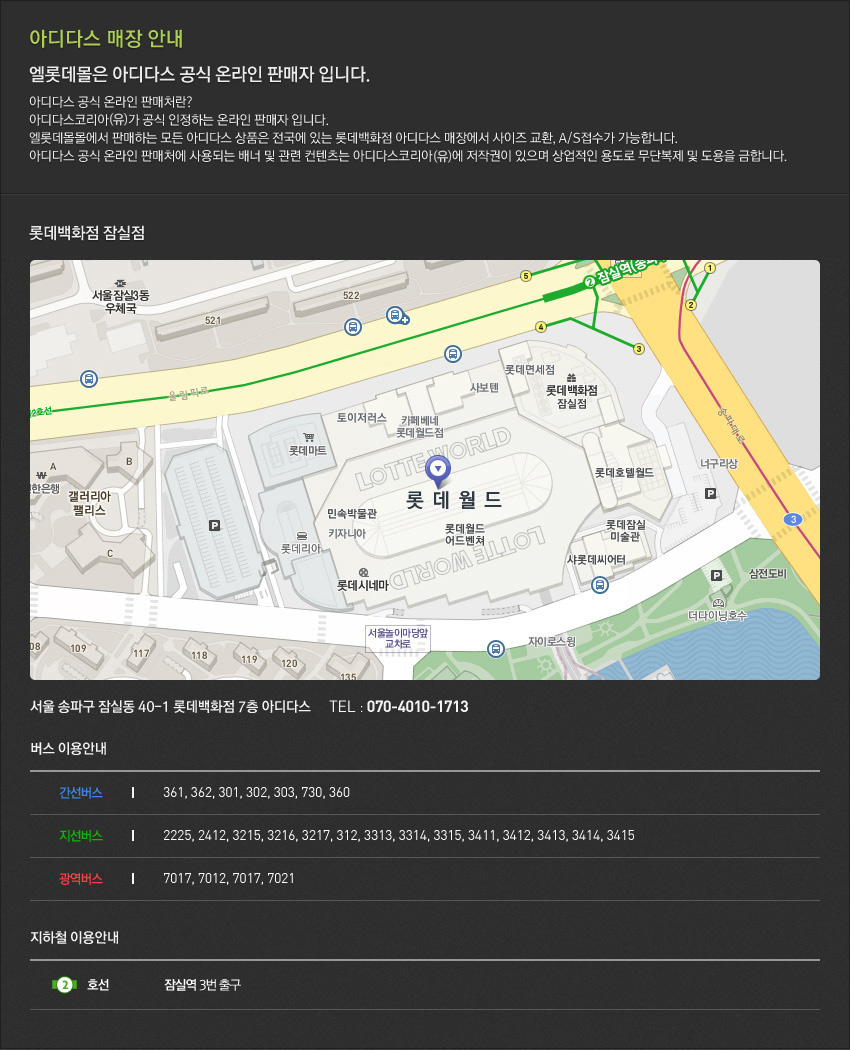 아디다스 매장 안내
엘롯데몰은 아디다스 공식 온라인 판매자 입니다.
아디다스 공식 온라인 판매처란?
아디다스코리아(유)가 공식 인정하는 온라인 판매자 입니다.
엘롯데몰몰에서 판매하는 모든 아디다스 상품은 전국에 있는 롯데백화점 아디다스 매장에서 사이즈 교환, A/S접수가 가능합니다.
아디다스 공식 온라인 판매처에 사용되는 배너 및 관련 컨텐츠는 아디다스코리아(유)에 저작권이 있으며 상업적인 용도로 무단복제 및 도용을 금합니다.
롯데백화점 잠실점
5
2 잠실역(송파
1
서울잠실3동
우체국
522
521
2
4
3
롯데면세점
사보텐
롯데백화점
잠실점
올림픽로
2호선
토이저러스
카페베네
롯데월드점
송파대로
롯데마트
LOTTE WORLD
A
B
한은행
갤러리아
팰리스
너구리상
롯데호텔월드
P
롯데월드
민속박물관
키자니아
롯데월드
어드벤쳐
P
3
롯데잠실
미술관
롯데리아
C
LOTTE WORLD
샤롯데씨어터
롯데시네마
P
삼전도비
더다이닝호수
서울놀이마당앞
교차로
자이로스윙
08
109
117
118
119
120
135
서울 송파구 잠실동 40-1 롯데백화점 7층 아디다스 TEL : 070-4010-1713
버스 이용안내
간선버스 361, 362, 301, 302, 303, 730, 360
지선버스 2225, 2412, 3215, 3216, 3217, 312, 3313, 3314, 3315, 3411, 3412, 3413, 3414, 3415
광역버스 7017, 7012, 7017, 7021
지하철 이용안내
2 호선 잠실역 3번 출구